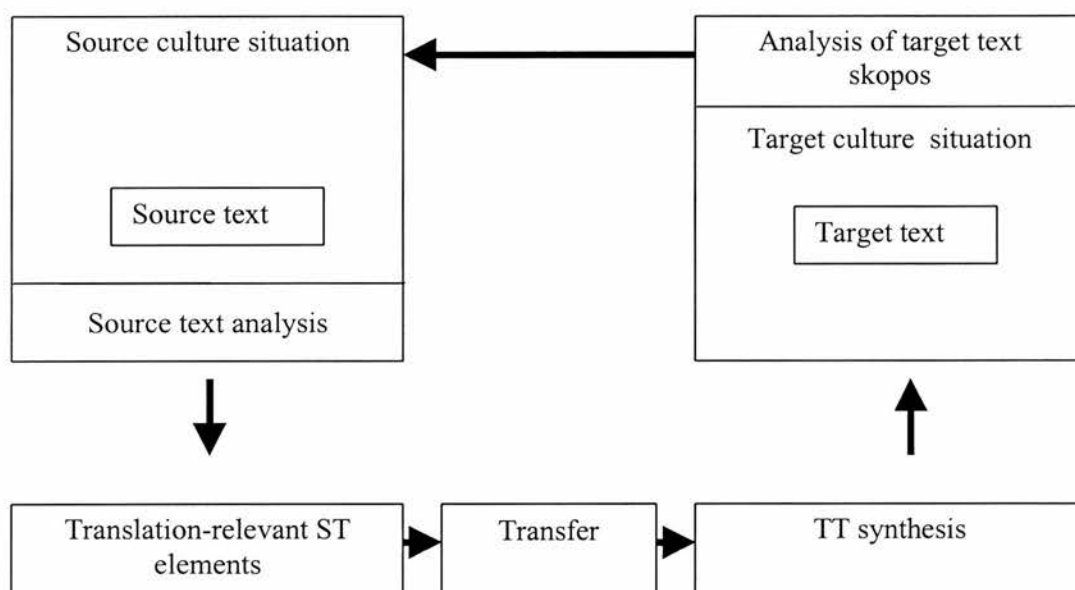 Source culture situation
Source text
Source text analysis
Analysis of target text
skopos
Target culture situation
Target text
Translation-relevant ST
elements
Transfer
TT synthesis